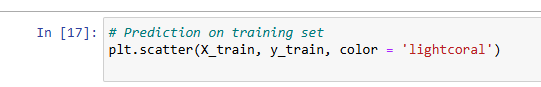 In [17]: # Prediction on training set
plt.scatter(X_train, y_train, color = 'lightcoral')